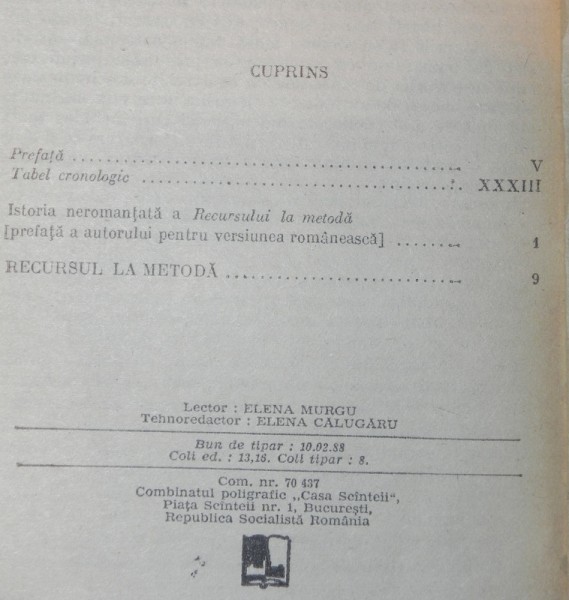 CUPRINS
Prefață ........................................ V
Tabel cronologic ........................................ XXXIII
Istoria neromanțată a Recursului la metodă
[prefață a autorului pentru versiunea românească] ........ 1
RECURSUL LA METODĂ ........................ 9
Lector : ELENA MURGU
Tehnoredactor : ELENA CĂLUGĂRU
Bun de tipar : 10.02.88
Coli ed. : 13,16. Coli tipar : 8.
Com. nr. 70 437
Combinatul poligrafic „Casa Scînteii“,
Piața Scînteii nr. 1, București,
Republica Socialistă România